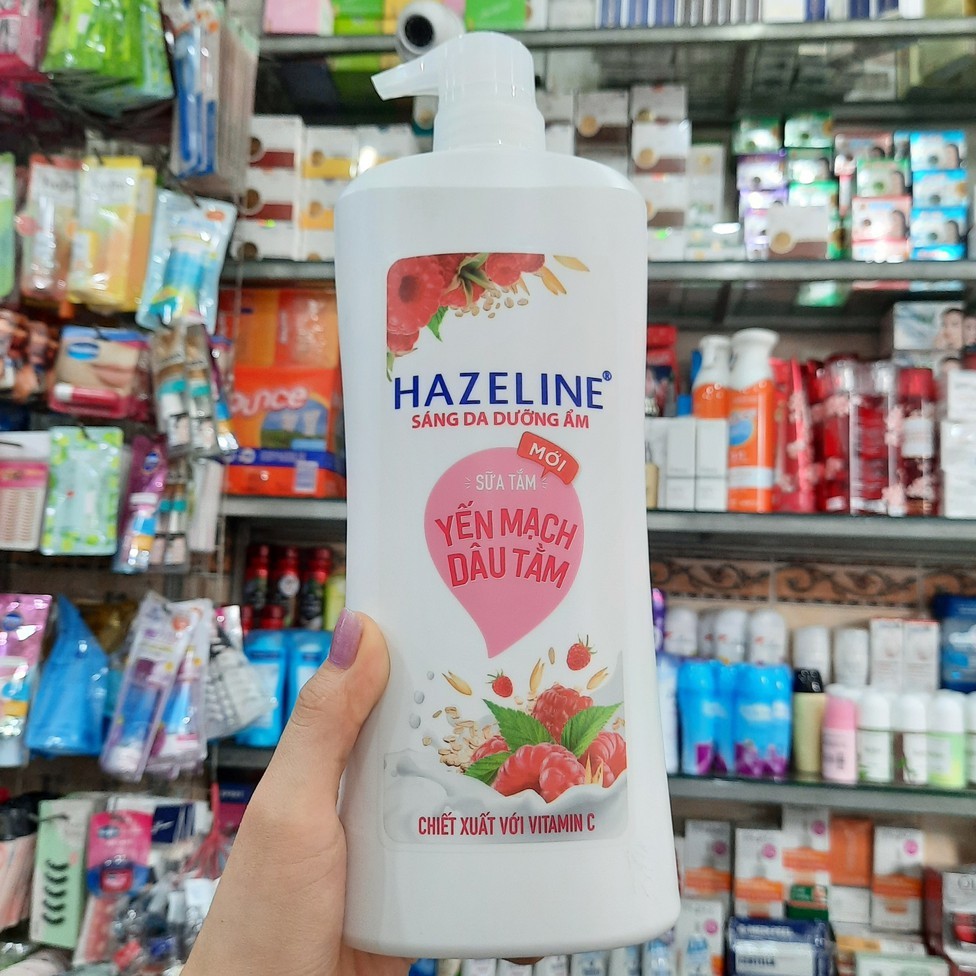 HAZELINE®
SÁNG DA DƯỠNG ẨM
MỚI
SỮA TẮM
YẾN MẠCH
DÂU TẰM
CHIẾT XUẤT VỚI VITAMIN C